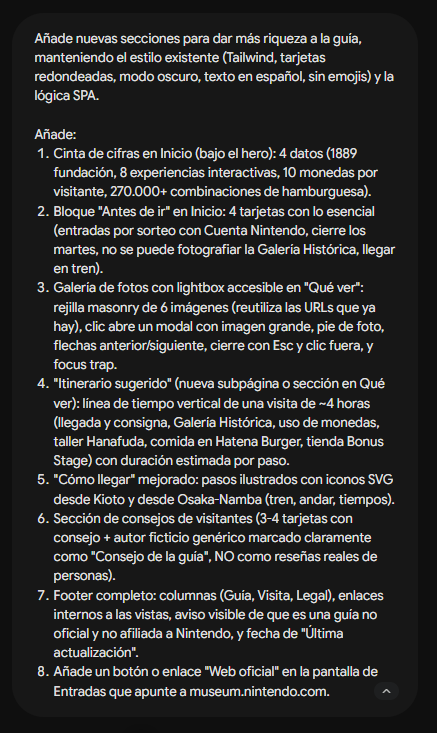 Añade nuevas secciones para dar más riqueza a la guía,
manteniendo el estilo existente (Tailwind, tarjetas
redondeadas, modo oscuro, texto en español, sin emojis) y la
lógica SPA.
Añade:
1. Cinta de cifras en Inicio (bajo el hero): 4 datos (1889
fundación, 8 experiencias interactivas, 10 monedas por
visitante, 270.000+ combinaciones de hamburguesa).
2. Bloque "Antes de ir" en Inicio: 4 tarjetas con lo esencial
(entradas por sorteo con Cuenta Nintendo, cierre los
martes, no se puede fotografiar la Galería Histórica, llegar
en tren).
3. Galería de fotos con lightbox accesible en "Qué ver":
rejilla masonry de 6 imágenes (reutiliza las URLs que ya
hay), clic abre un modal con imagen grande, pie de foto,
flechas anterior/siguiente, cierre con Esc y clic fuera, y
focus trap.
4. "Itinerario sugerido" (nueva subpágina o sección en Qué
ver): línea de tiempo vertical de una visita de ~4 horas
(llegada y consigna, Galería Histórica, uso de monedas,
taller Hanafuda, comida en Hatena Burger, tienda Bonus
Stage) con duración estimada por paso.
5. "Cómo llegar" mejorado: pasos ilustrados con iconos SVG
desde Kioto y desde Osaka-Namba (tren, andar, tiempos).
6. Sección de consejos de visitantes (3-4 tarjetas con
consejo + autor ficticio genérico marcado claramente
como "Consejo de la guía", NO como reseñas reales de
personas).
7. Footer completo: columnas (Guía, Visita, Legal), enlaces
internos a las vistas, aviso visible de que es una guía no
oficial y no afiliada a Nintendo, y fecha de "Última
actualización".
8. Añade un botón o enlace "Web oficial" en la pantalla de
Entradas que apunte a museum.nintendo.com.